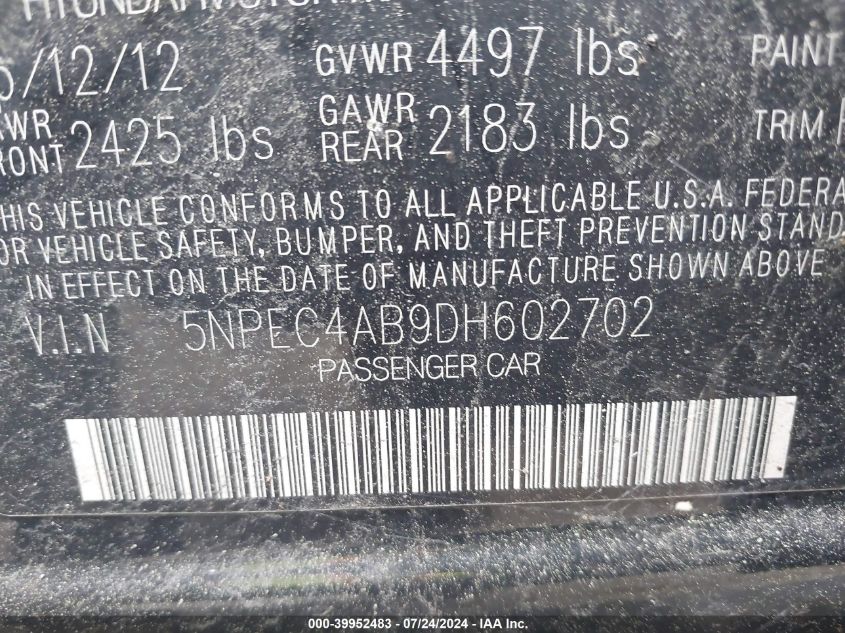 HYUNDAI MOTOR
/12/12 GVWR 4497 lbs PAINT
GAWR
2425 lbs REAR 2183 lbs TRIM
THIS VEHICLE CONFORMS TO ALL APPLICABLE U.S.A. FEDERA
OR VEHICLE SAFETY, BUMPER, AND THEFT PREVENTION STAND
IN EFFECT ON THE DATE OF MANUFACTURE SHOWN ABOVE
V.I.N 5NPEC4AB9DH602702
PASSENGER CAR
000-39952483 - 07/24/2024 - IAA Inc.